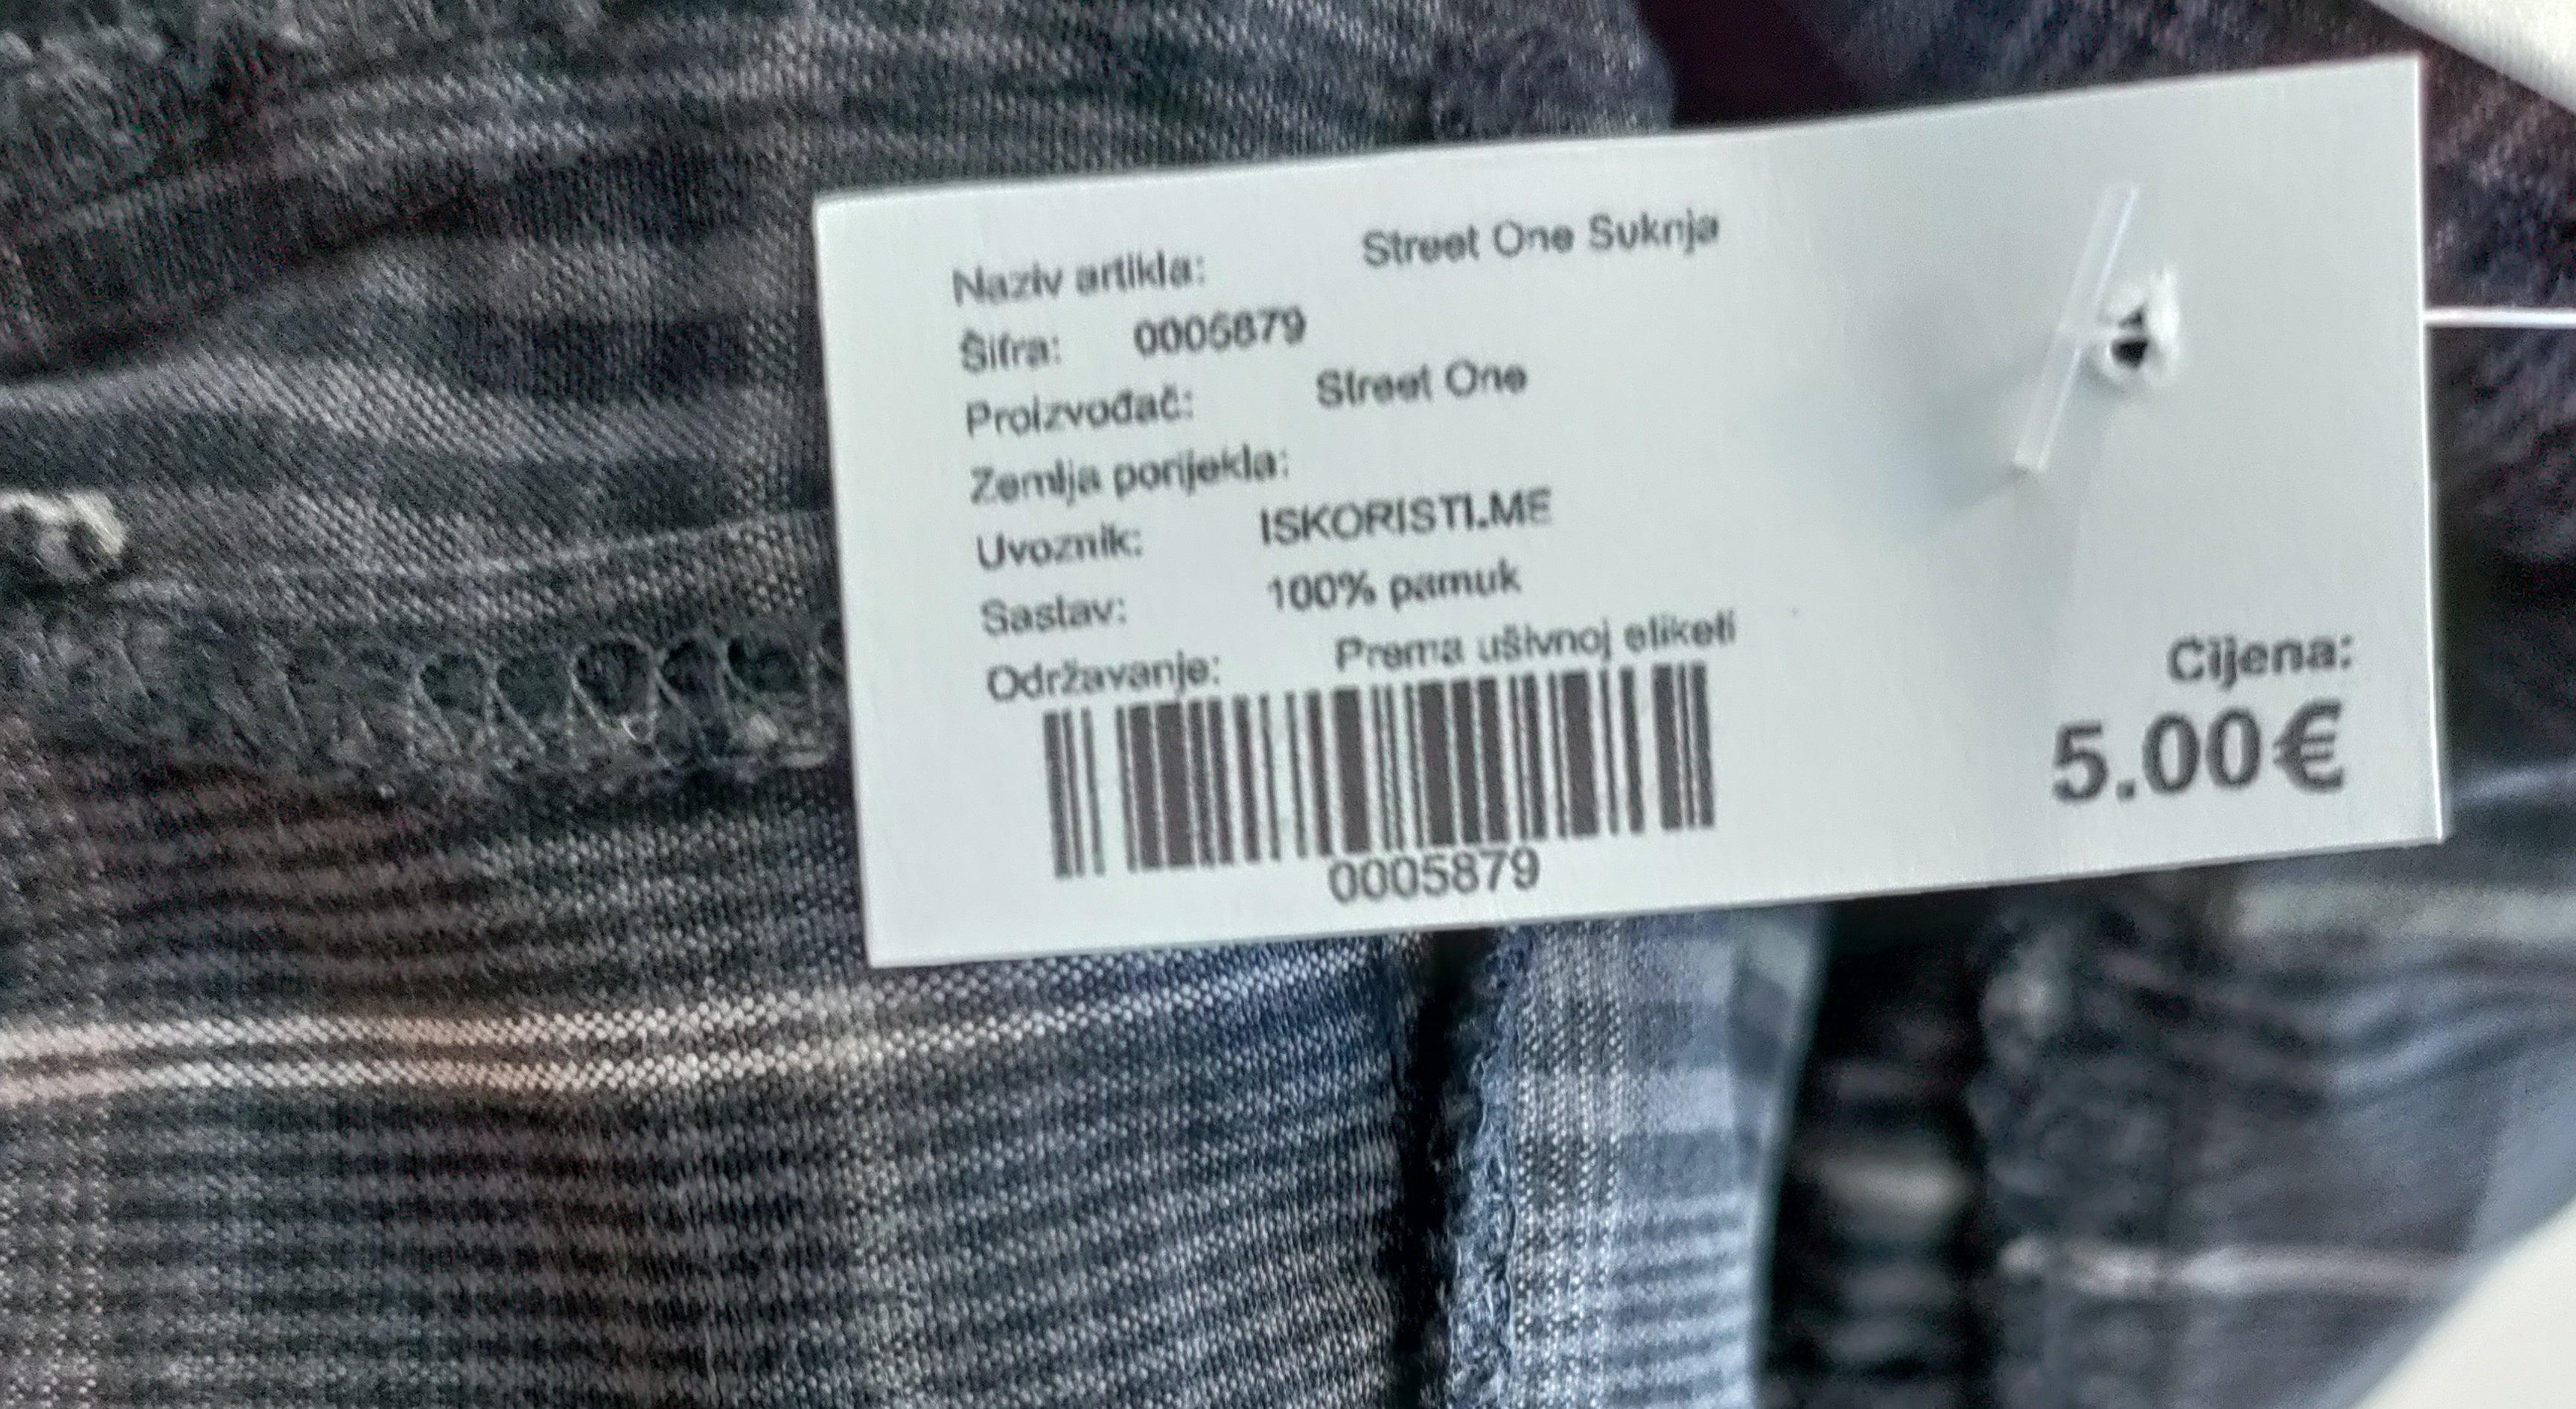 Naziv artikla: Street One Suknja
Šifra: 0005879
Proizvođač: Street One
Zemlja porijekla:
Uvoznik: ISKORISTI.ME
Sastav: 100% pamuk
Održavanje: Prema ušivnoj etiketi
0005879
Cijena:
5.00€